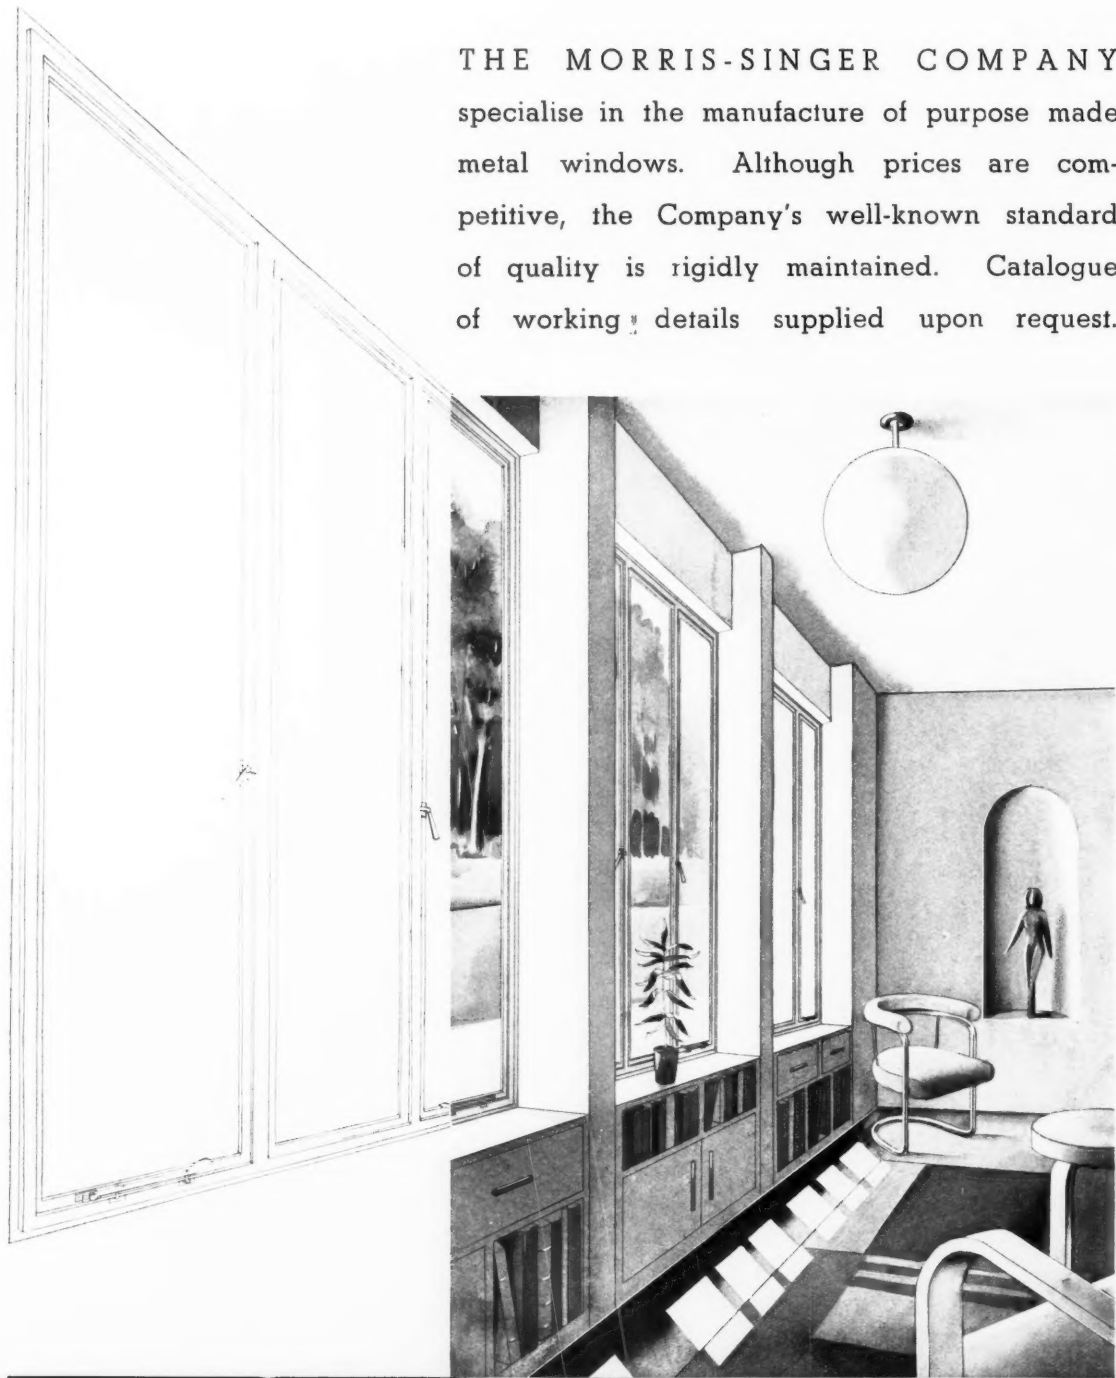 THE MORRIS-SINGER COMPANY
specialise in the manufacture of purpose made
metal windows. Although prices are com-
petitive, the Company's well-known standard
of quality is rigidly maintained. Catalogue
of working details supplied upon request.